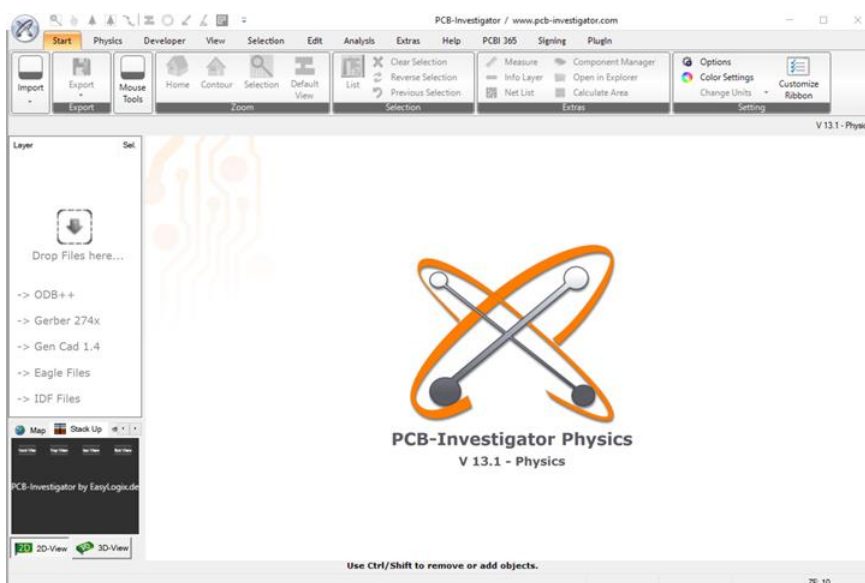 PCB-Investigator / www.pcb-investigator.com
Start Physics Developer View Selection Edit Analysis Extras Help PCBI 365 Signing PlugIn
Import
Export
Export
Mouse Tools
Home Contour Selection Default View
Zoom
List
Clear Selection
Reverse Selection
Previous Selection
Selection
Measure
Info Layer
Net List
Component Manager
Open in Explorer
Calculate Area
Extras
Options
Color Settings
Change Units
Customize Ribbon
Setting
V 13.1 - Physic
Layer Sel.
Drop Files here...
-> ODB++
-> Gerber 274x
-> Gen Cad 1.4
-> Eagle Files
-> IDF Files
Map Stack Up
PCB-Investigator by EasyLogix.de
2D 2D-View 3D-View
PCB-Investigator Physics
V 13.1 - Physics
Use Ctrl/Shift to remove or add objects.